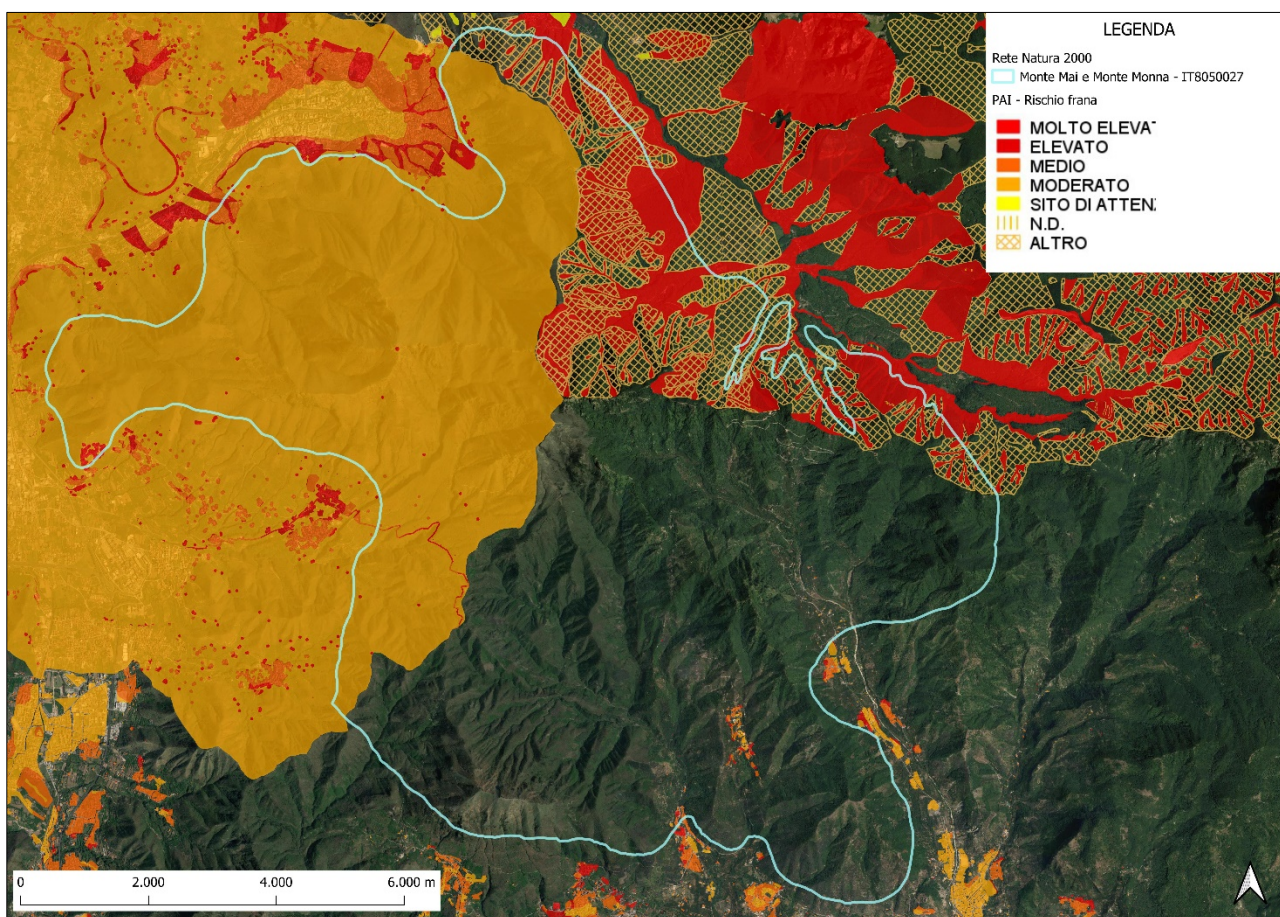 LEGENDA
Rete Natura 2000
Monte Mai e Monte Monna - IT8050027
PAI - Rischio frana
MOLTO ELEVAT
ELEVATO
MEDIO
MODERATO
SITO DI ATTEN
N.D.
ALTRO
0 2.000 4.000 6.000 m